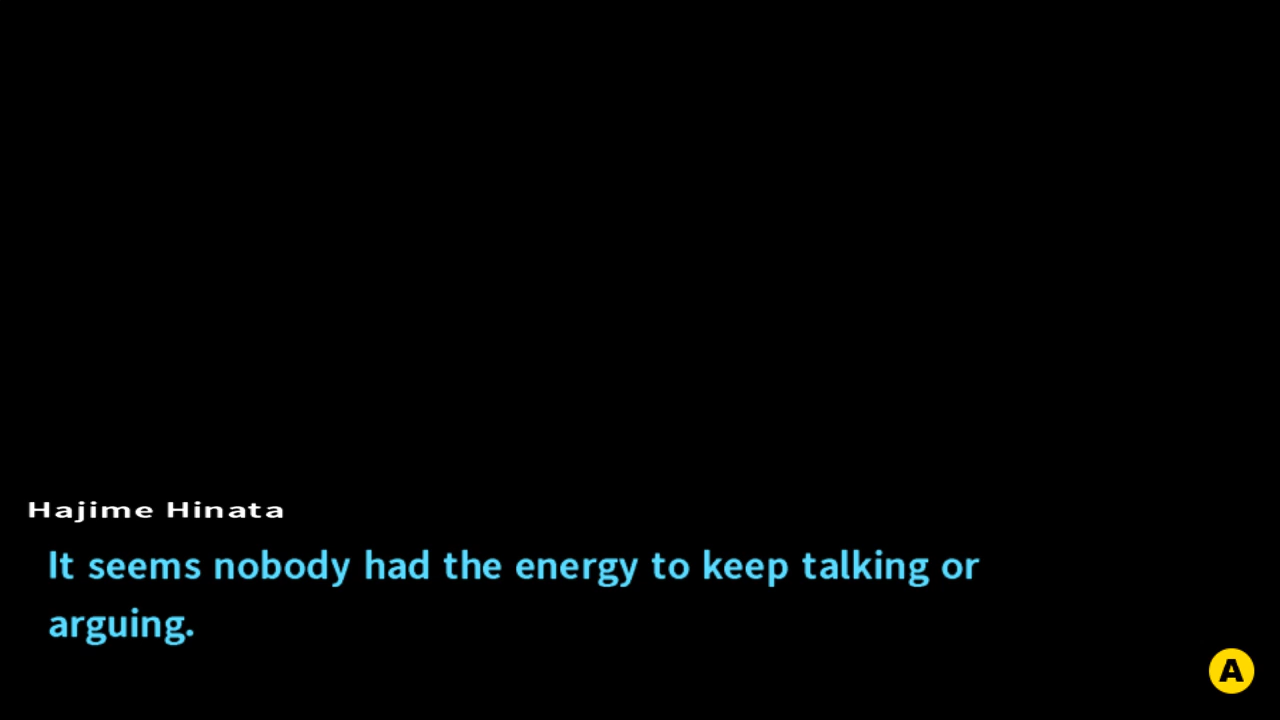 Hajime Hinata
It seems nobody had the energy to keep talking or
arguing.
A